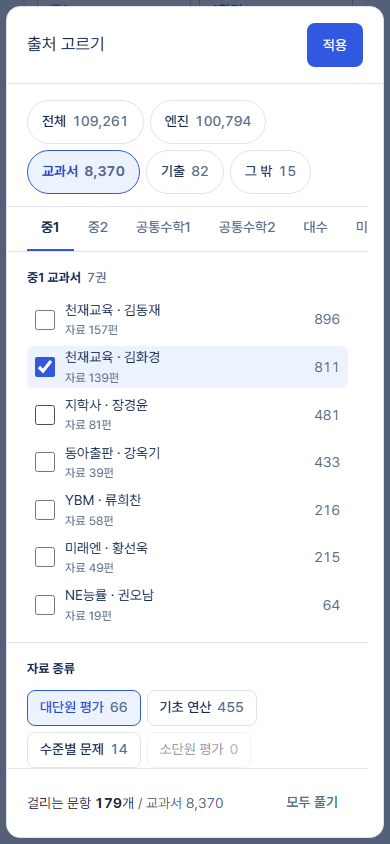 출처 고르기
적용
전체 109,261
엔진 100,794
교과서 8,370
기출 82
그 밖 15
중1 중2 공통수학1 공통수학2 대수 미
중1 교과서 7권
천재교육 · 김동재
자료 157편
896
천재교육 · 김화경
자료 139편
811
지학사 · 장경윤
자료 81편
481
동아출판 · 강옥기
자료 39편
433
YBM · 류희찬
자료 58편
216
미래엔 · 황선욱
자료 49편
215
NE능률 · 권오남
자료 19편
64
자료 종류
대단원 평가 66
기초 연산 455
수준별 문제 14
소단원 평가 0
걸리는 문항 179개 / 교과서 8,370
모두 풀기